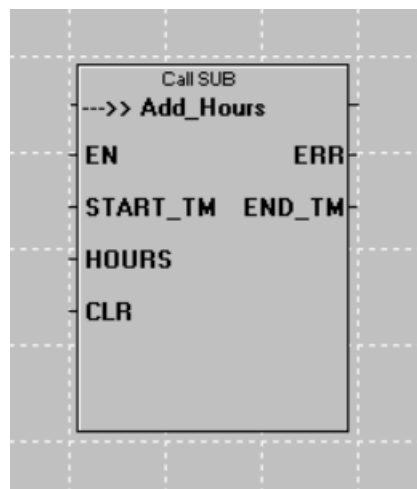 Call SUB
--->> Add_Hours
EN ERR
START_TM END_TM
HOURS
CLR